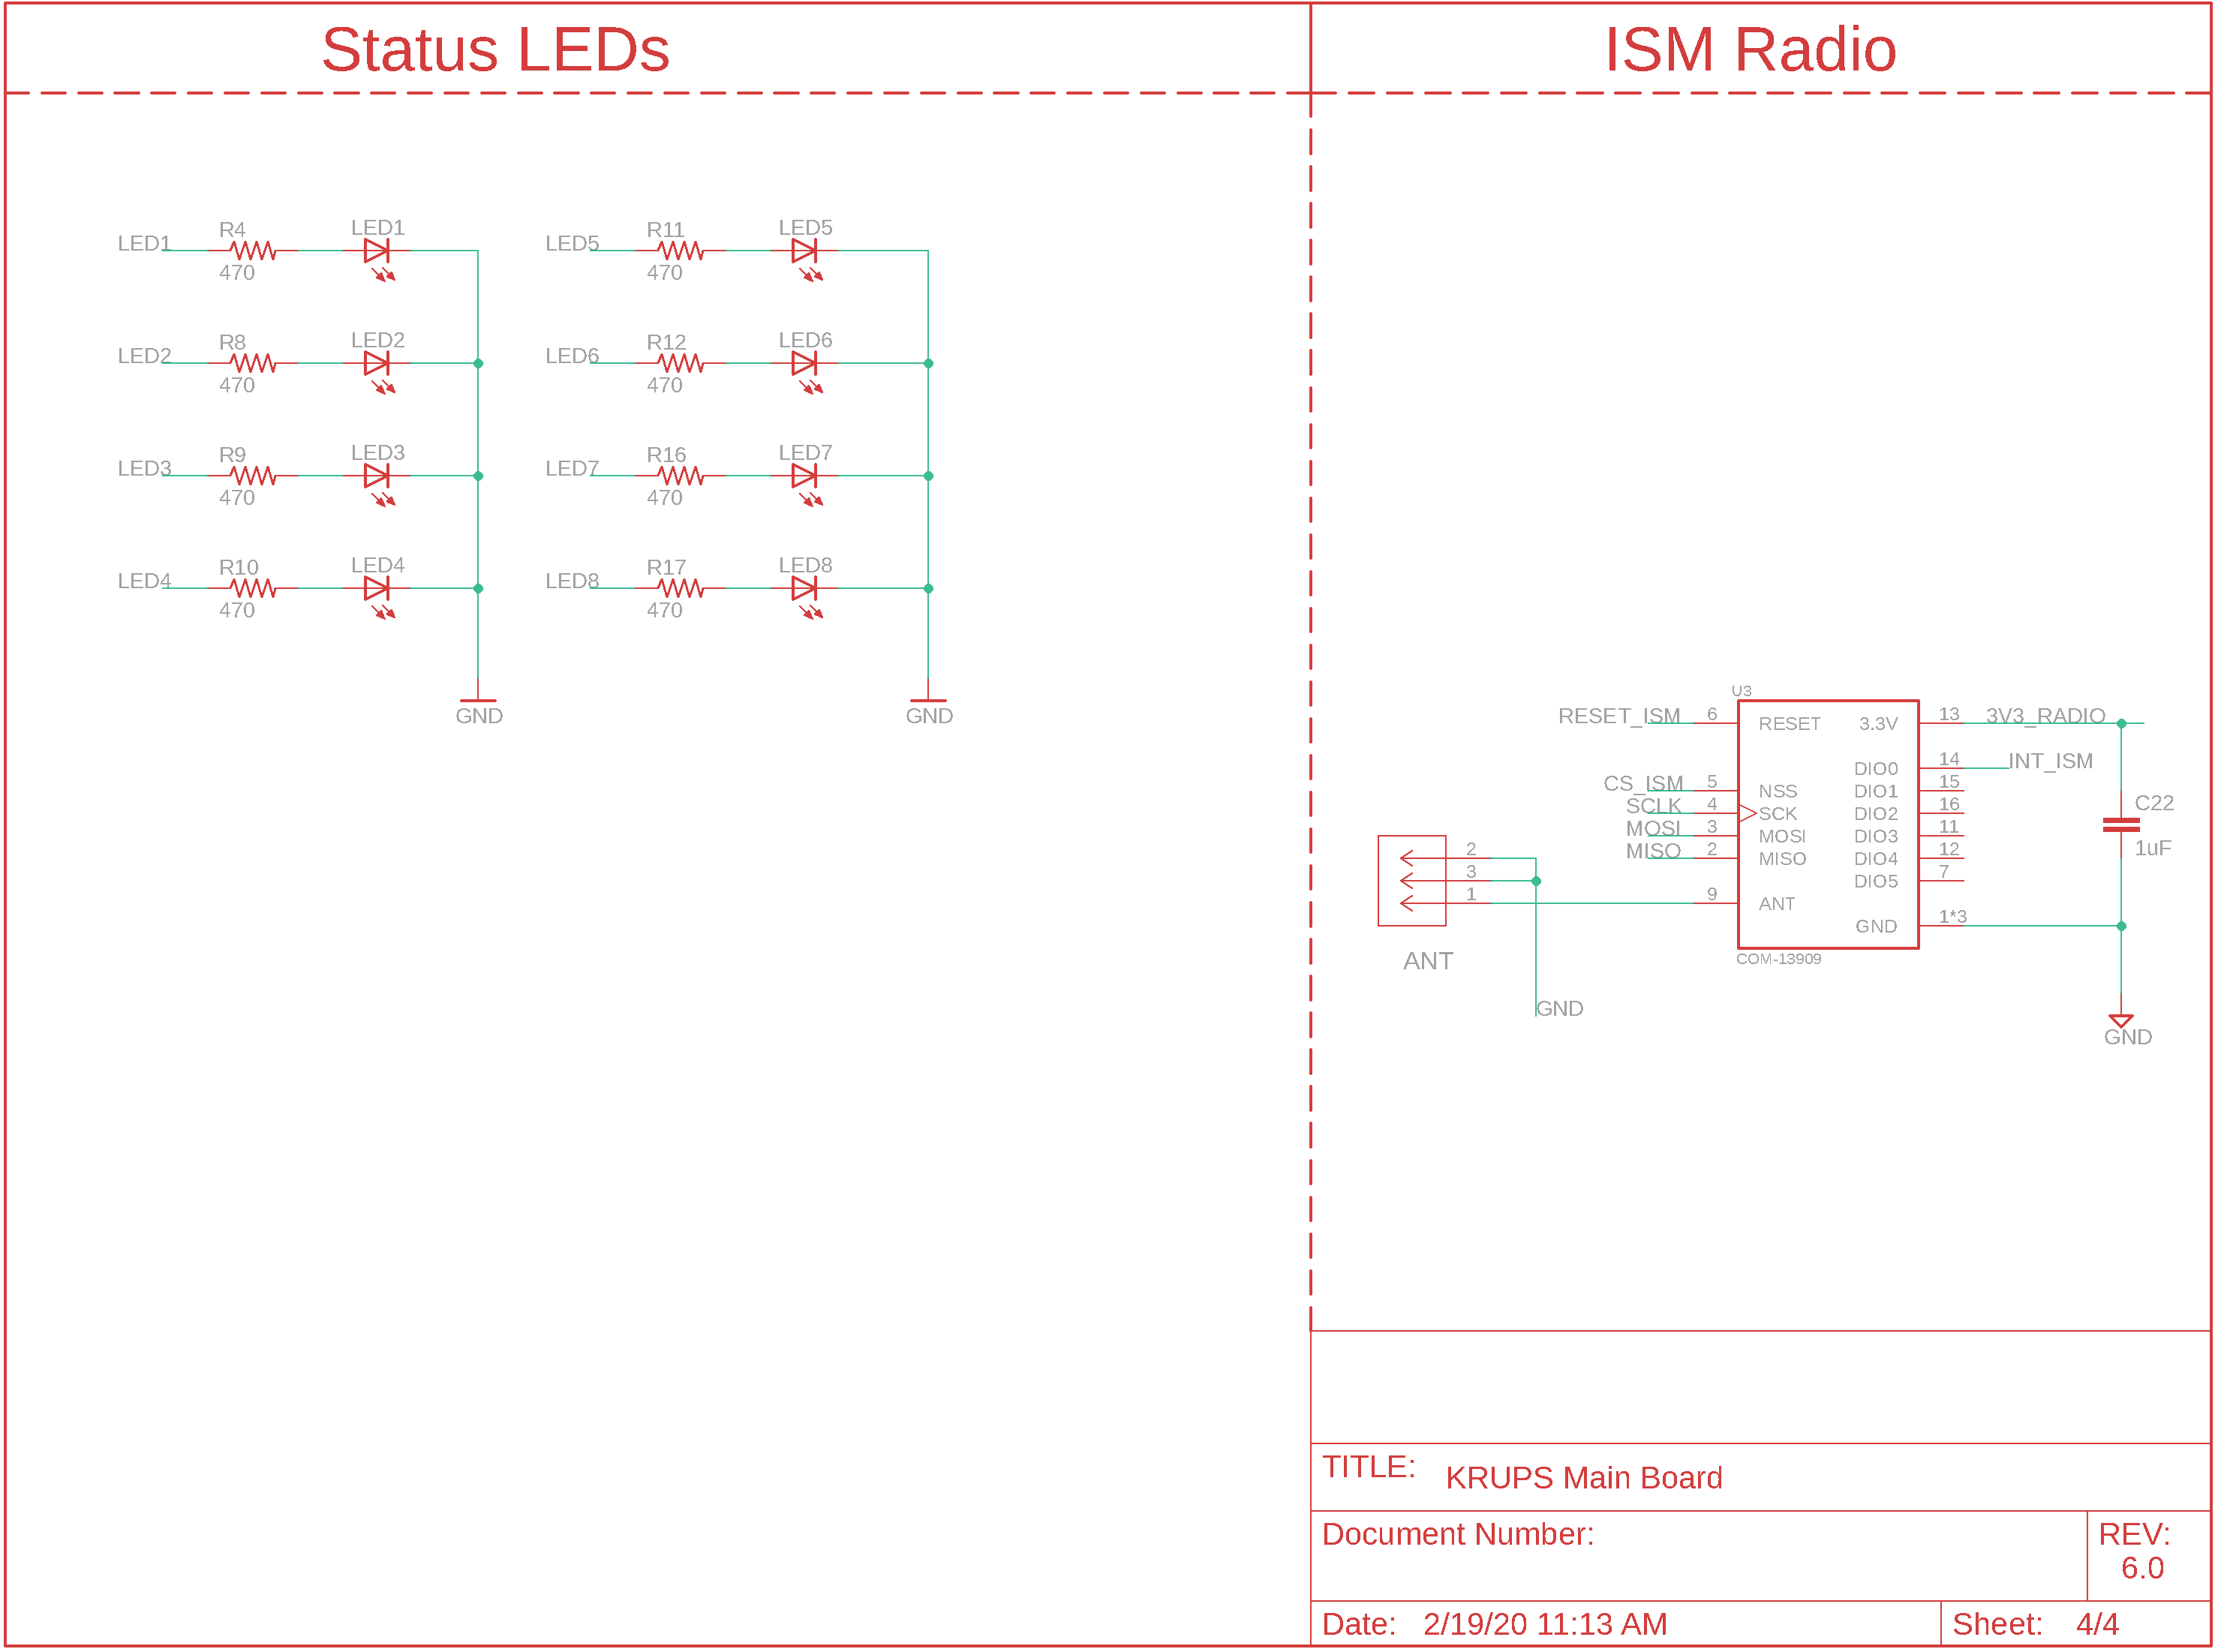 Status LEDs
ISM Radio
LED1 R4 470 LED1
LED5 R11 470 LED5
LED2 R8 470 LED2
LED6 R12 470 LED6
LED3 R9 470 LED3
LED7 R16 470 LED7
LED4 R10 470 LED4
LED8 R17 470 LED8
GND
GND
U3
RESET_ISM 6 RESET 3.3V 13 3V3_RADIO
DIO0 14 INT_ISM
CS_ISM 5 NSS DIO1 15
SCLK 4 SCK DIO2 16
C22
MOSI 3 MOSI DIO3 11
1uF
2 MISO 2 MISO DIO4 12
3 DIO5 7
1 9 ANT
GND 1*3
ANT
COM-13909
GND
GND
TITLE: KRUPS Main Board
Document Number:
REV:
6.0
Date: 2/19/20 11:13 AM
Sheet: 4/4